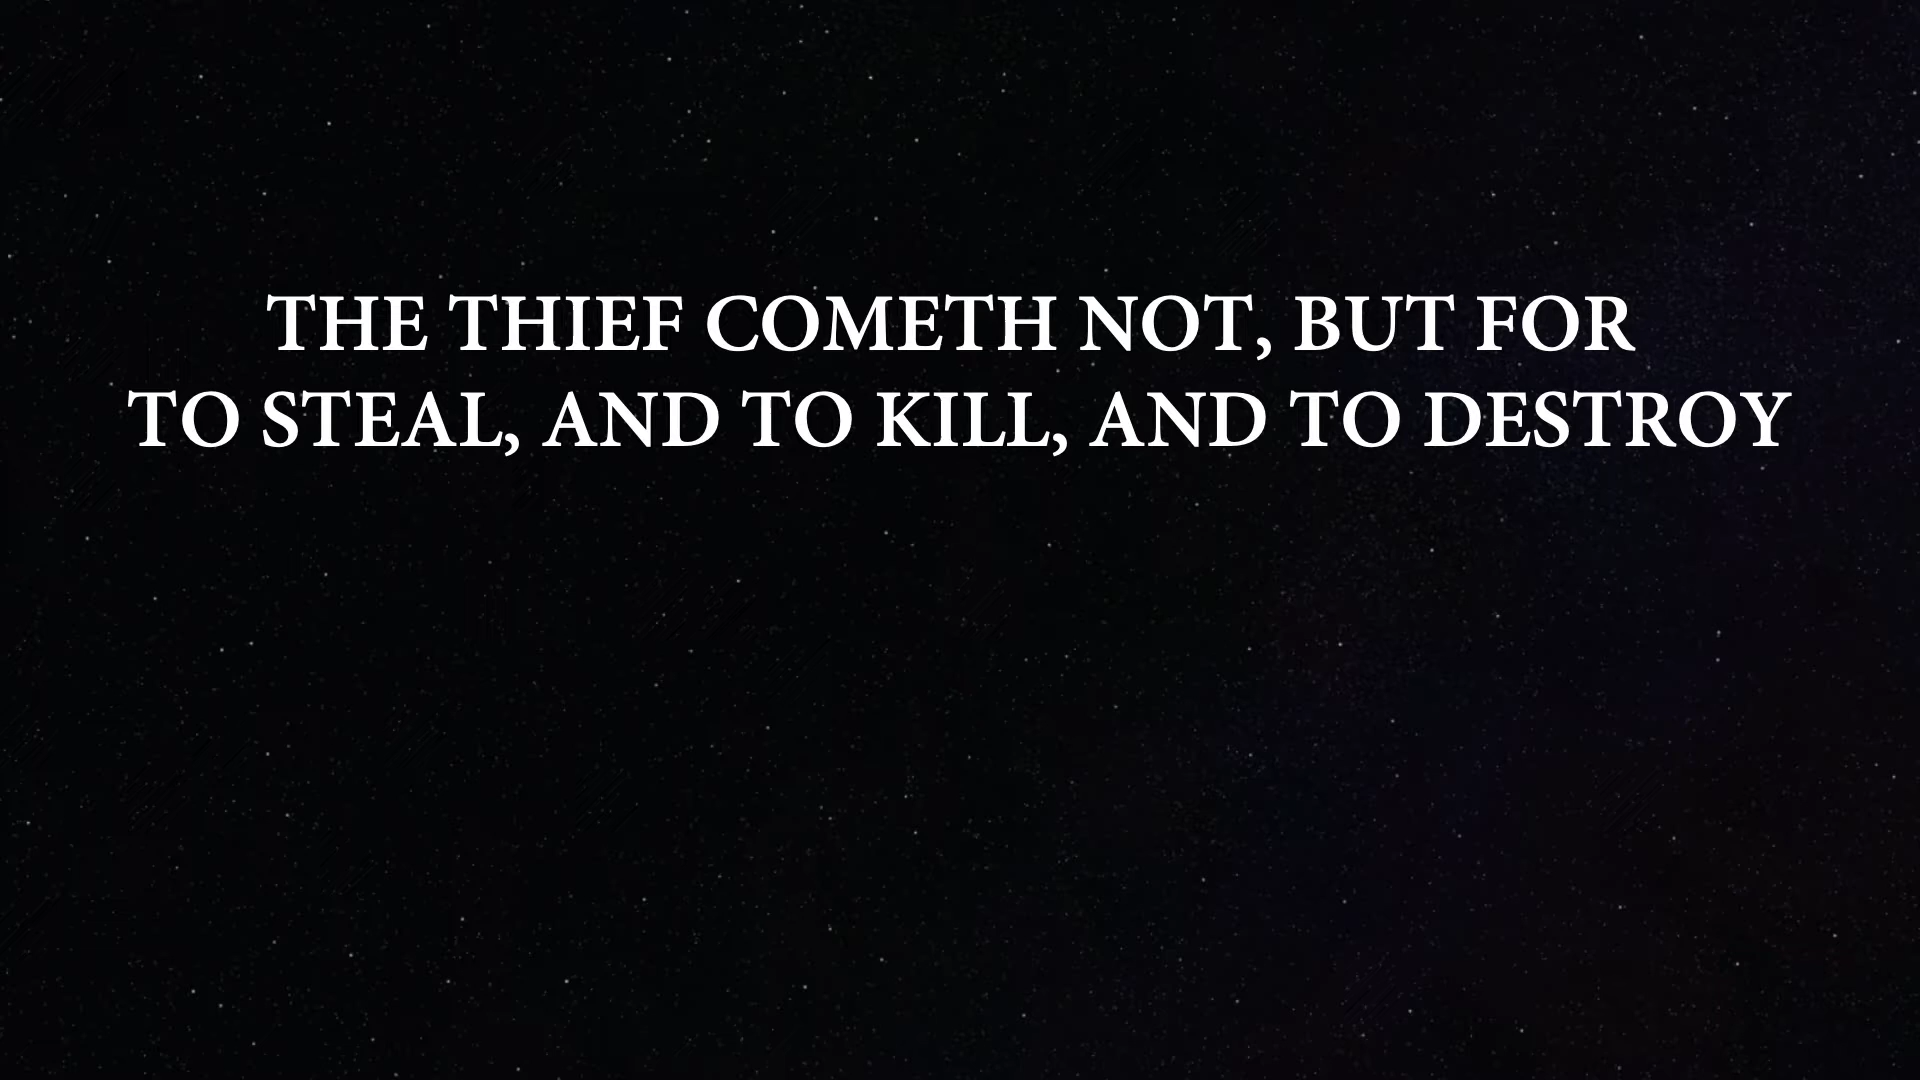 THE THIEF COMETH NOT, BUT FOR
TO STEAL, AND TO KILL, AND TO DESTROY